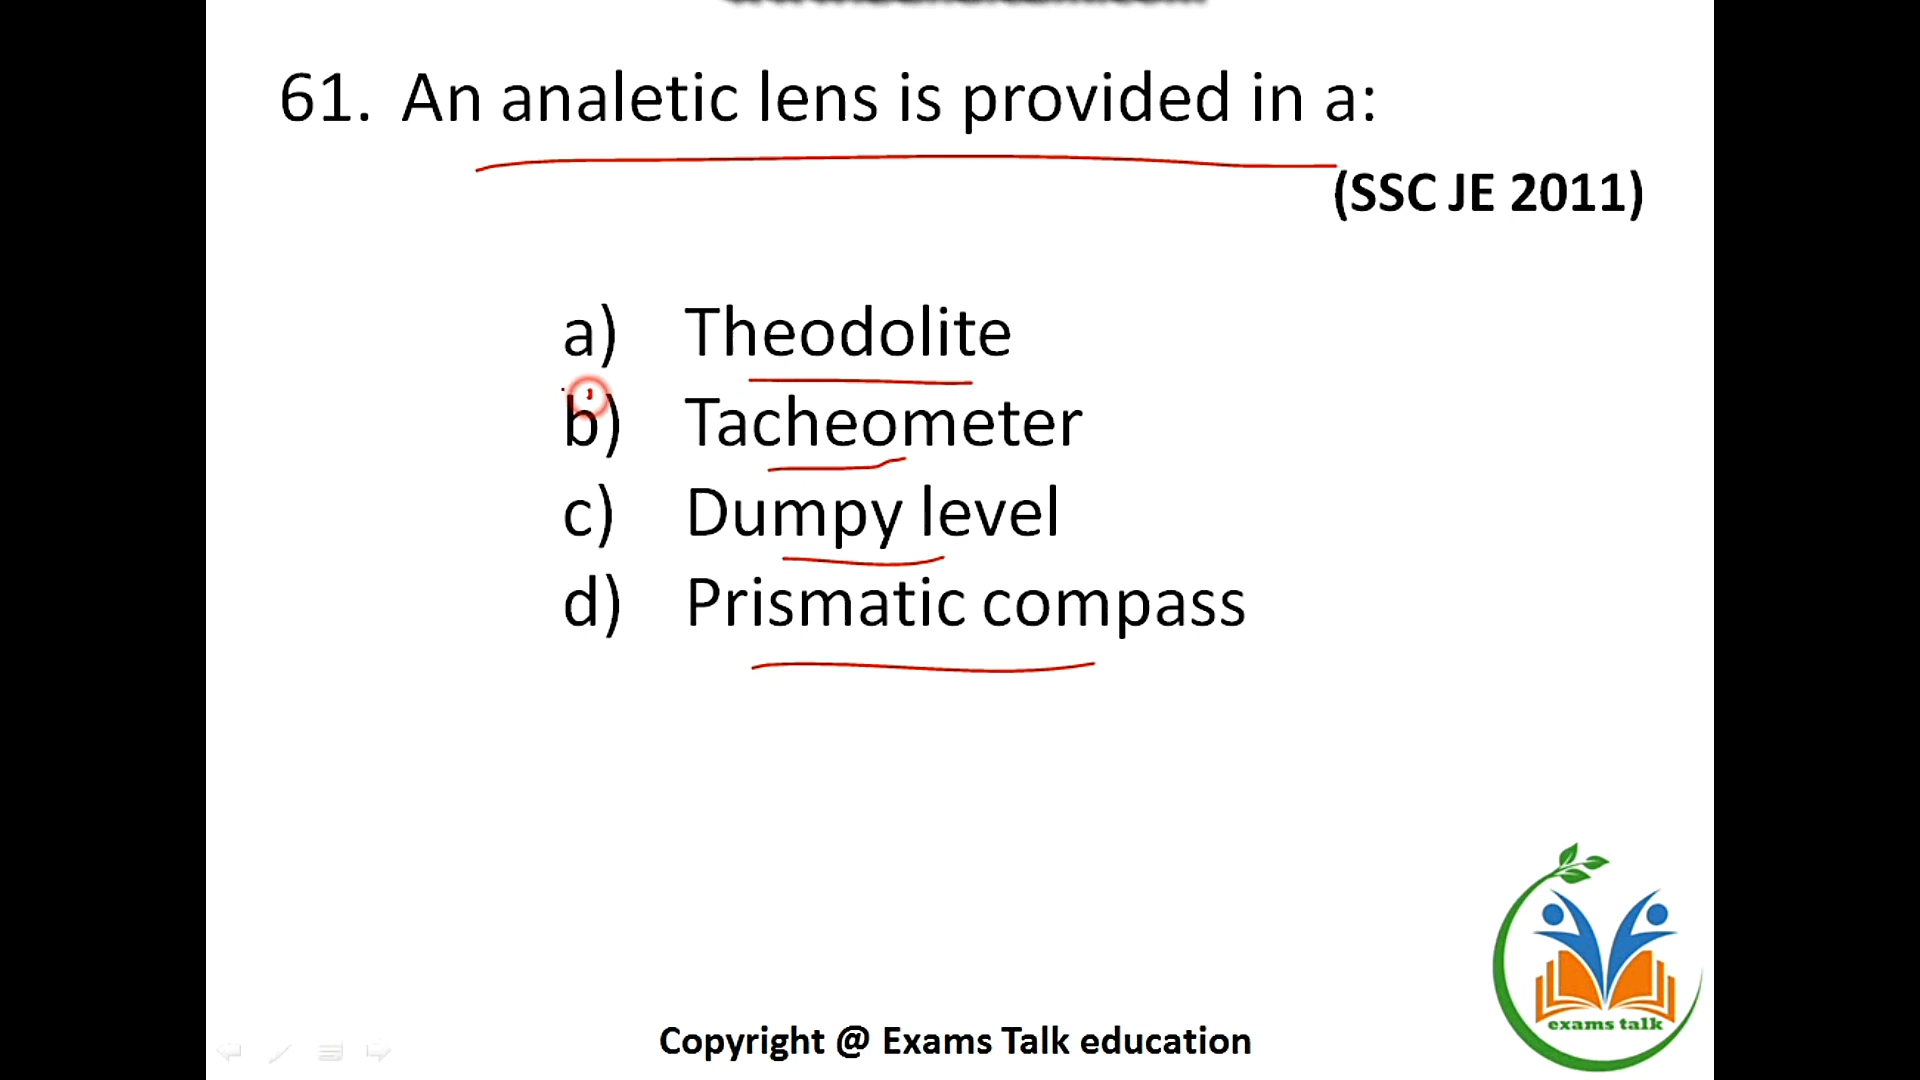 61. An analetic lens is provided in a:
(SSC JE 2011)
a) Theodolite
b) Tacheometer
c) Dumpy level
d) Prismatic compass
exams talk
Copyright @ Exams Talk education